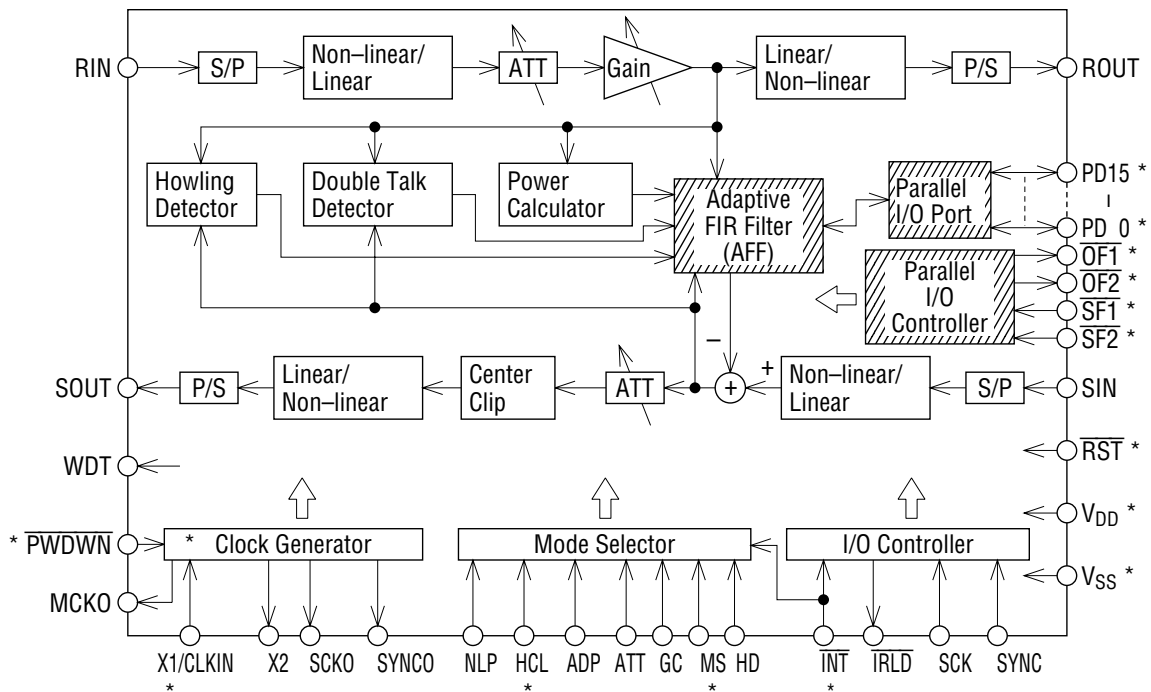 RIN
S/P
Non–linear/
Linear
ATT
Gain
Linear/
Non–linear
P/S
ROUT
Howling
Detector
Double Talk
Detector
Power
Calculator
Adaptive
FIR Filter
(AFF)
Parallel
I/O Port
PD15 *
PD 0 *
Parallel
I/O
Controller
OF1 *
OF2 *
SF1 *
SF2 *
SOUT
P/S
Linear/
Non–linear
Center
Clip
ATT
–
+
+
Non–linear/
Linear
S/P
SIN
WDT
RST *
VDD *
VSS *
* PWDWN
* Clock Generator
Mode Selector
I/O Controller
MCKO
X1/CLKIN
*
X2
SCKO
SYNCO
NLP
HCL
*
ADP
ATT
GC
MS
*
HD
INT
*
IRLD
SCK
SYNC